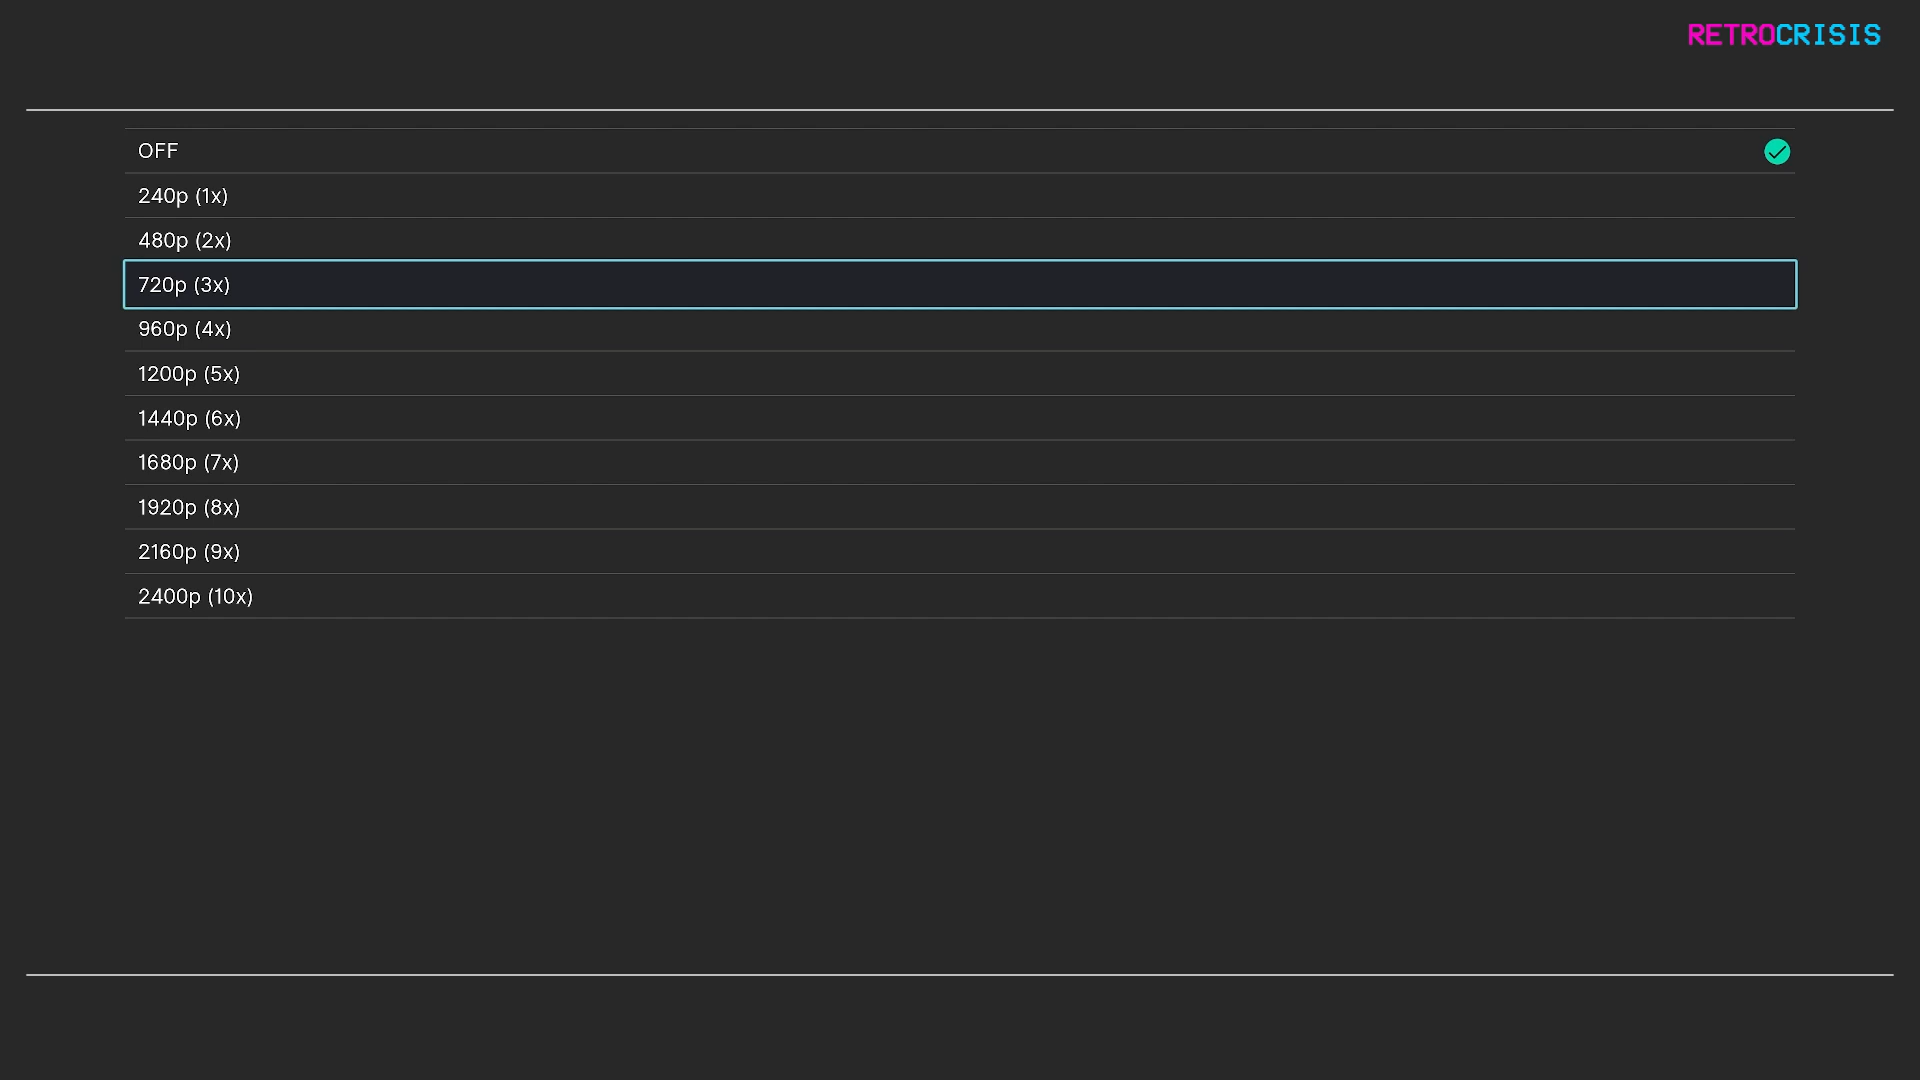 RETROCRISIS
OFF
240p (1x)
480p (2x)
720p (3x)
960p (4x)
1200p (5x)
1440p (6x)
1680p (7x)
1920p (8x)
2160p (9x)
2400p (10x)